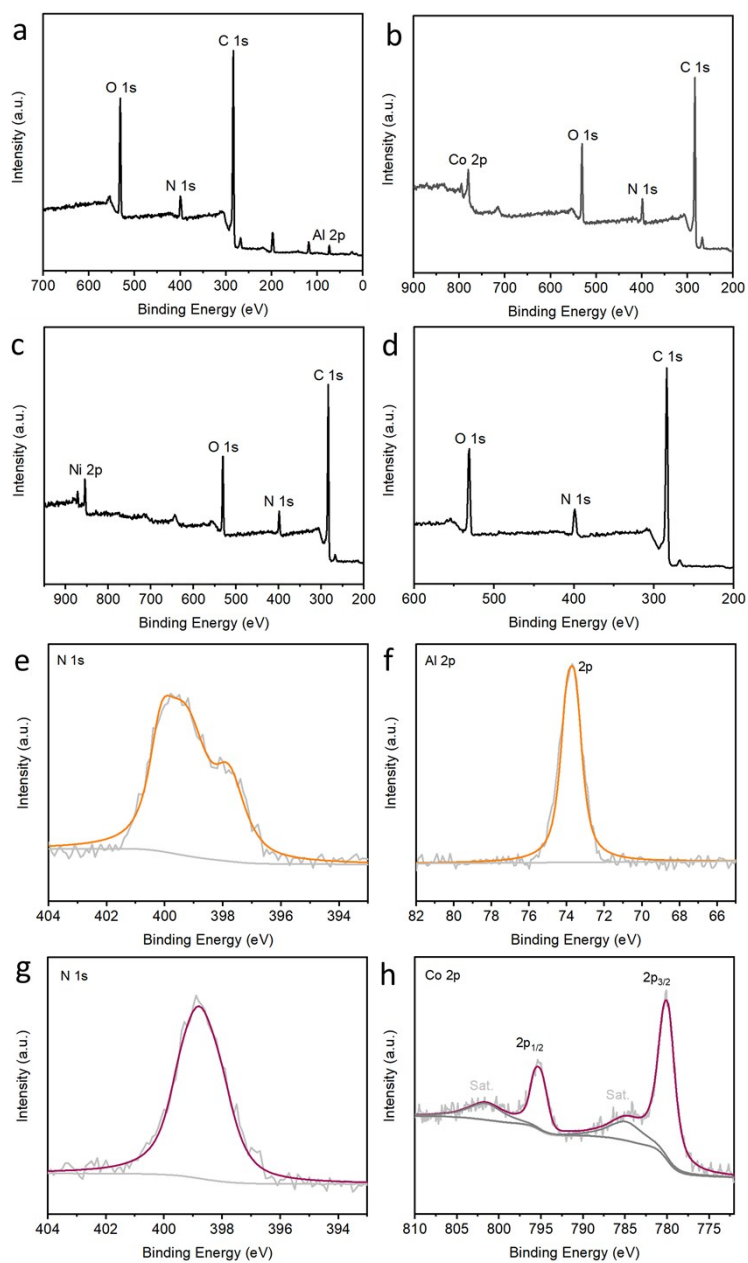 a
C 1s
O 1s
N 1s
Al 2p
Intensity (a.u.)
700 600 500 400 300 200 100 0
Binding Energy (eV)
b
C 1s
O 1s
Co 2p
N 1s
Intensity (a.u.)
900 800 700 600 500 400 300 200
Binding Energy (eV)
c
C 1s
O 1s
Ni 2p
N 1s
Intensity (a.u.)
900 800 700 600 500 400 300 200
Binding Energy (eV)
d
C 1s
O 1s
N 1s
Intensity (a.u.)
600 500 400 300 200
Binding Energy (eV)
e
N 1s
Intensity (a.u.)
404 402 400 398 396 394
Binding Energy (eV)
f
Al 2p
2p
Intensity (a.u.)
82 80 78 76 74 72 70 68 66
Binding Energy (eV)
g
N 1s
Intensity (a.u.)
404 402 400 398 396 394
Binding Energy (eV)
h
Co 2p
2p3/2
2p1/2
Sat.
Sat.
Intensity (a.u.)
810 805 800 795 790 785 780 775
Binding Energy (eV)